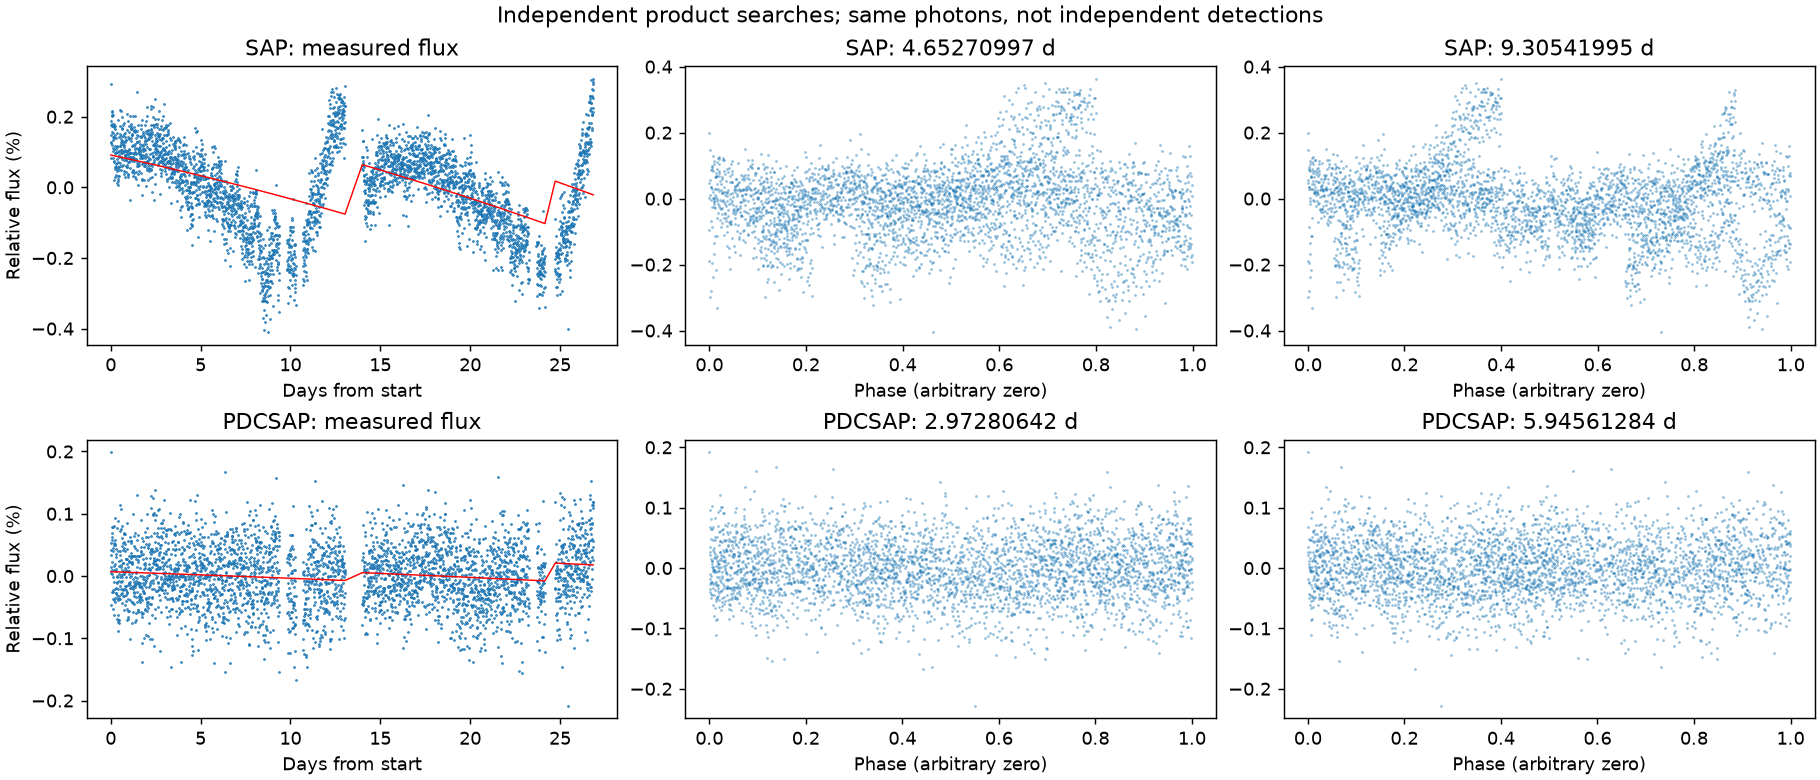 Independent product searches; same photons, not independent detections
SAP: measured flux
SAP: 4.65270997 d
SAP: 9.30541995 d
Relative flux (%)
0.2
0.0
−0.2
−0.4
0 5 10 15 20 25
Days from start
0.4
0.2
0.0
−0.2
−0.4
0.0 0.2 0.4 0.6 0.8 1.0
Phase (arbitrary zero)
0.4
0.2
0.0
−0.2
−0.4
0.0 0.2 0.4 0.6 0.8 1.0
Phase (arbitrary zero)
PDCSAP: measured flux
PDCSAP: 2.97280642 d
PDCSAP: 5.94561284 d
Relative flux (%)
0.2
0.1
0.0
−0.1
−0.2
0 5 10 15 20 25
Days from start
0.2
0.1
0.0
−0.1
−0.2
0.0 0.2 0.4 0.6 0.8 1.0
Phase (arbitrary zero)
0.2
0.1
0.0
−0.1
−0.2
0.0 0.2 0.4 0.6 0.8 1.0
Phase (arbitrary zero)